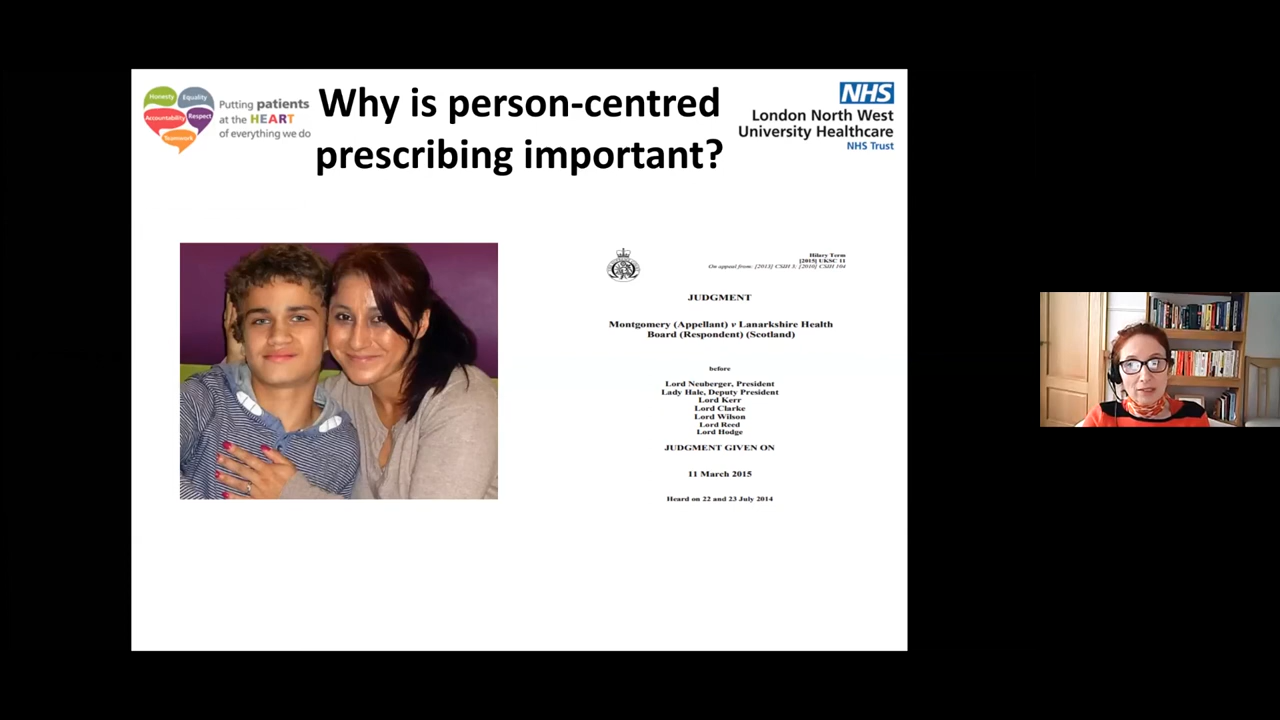 Honesty
Equality
Accountability
Respect
Teamwork
Putting patients
at the HEART
of everything we do
Why is person-centred
prescribing important?
NHS
London North West
University Healthcare
NHS Trust
Hilary Term
[2015] UKSC 11
On appeal from: [2013] CSIH 3; [2010] CSIH 104
JUDGMENT
Montgomery (Appellant) v Lanarkshire Health
Board (Respondent) (Scotland)
before
Lord Neuberger, President
Lady Hale, Deputy President
Lord Kerr
Lord Clarke
Lord Wilson
Lord Reed
Lord Hodge
JUDGMENT GIVEN ON
11 March 2015
Heard on 22 and 23 July 2014